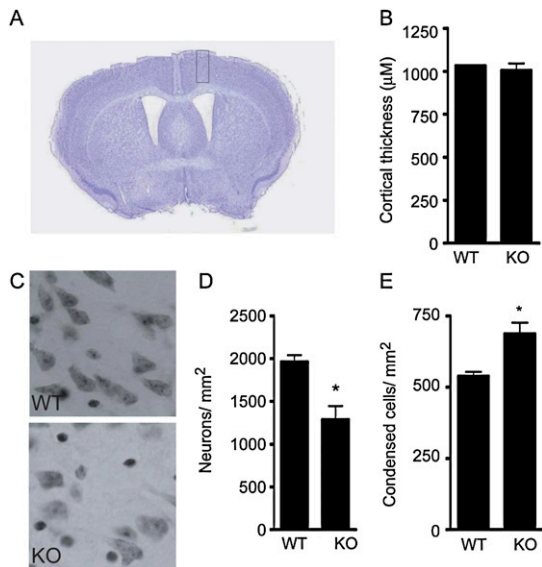 A
B
Cortical thickness (μM)
1250
1000
750
500
250
0
WT KO
C
WT
KO
D
Neurons/ mm²
2500
2000
1500
1000
500
0
*
WT KO
E
Condensed cells/ mm²
750
500
250
0
*
WT KO